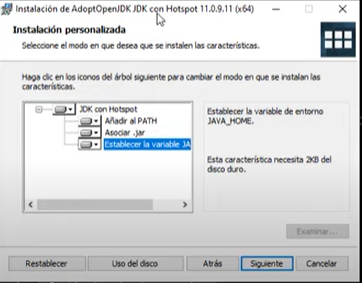 Instalación de AdoptOpenJDK JDK con Hotspot 11.0.9.11 (x64)
Instalación personalizada
Seleccione el modo en que desea que se instalen las características.
Haga clic en los iconos del árbol siguiente para cambiar el modo en que se instalan las
características.
JDK con Hotspot
Añadir al PATH
Asociar .jar
Establecer la variable JA
Establecer la variable de entorno
JAVA_HOME.
Esta característica necesita 2KB del
disco duro.
Examinar...
Restablecer
Uso del disco
Atrás
Siguiente
Cancelar